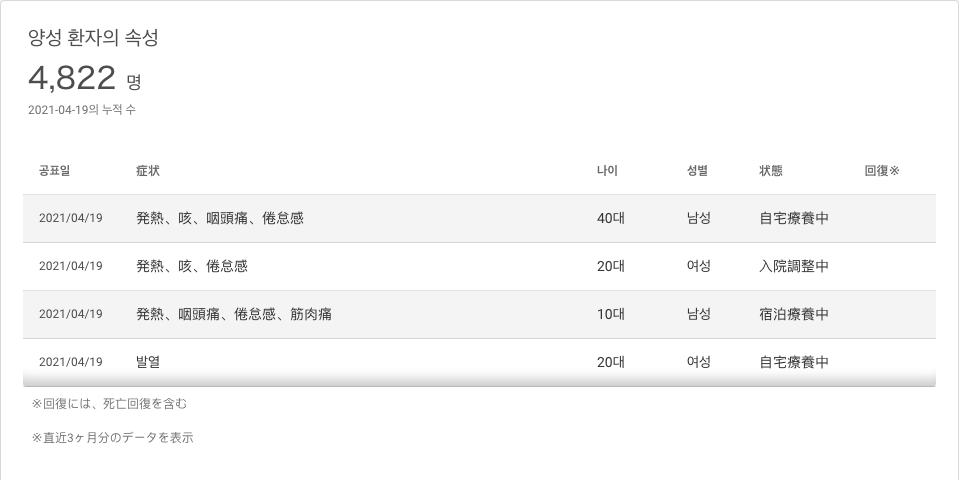 양성 환자의 속성
4,822 명
2021-04-19의 누적 수
공표일 症状 나이 성별 状態 回復※
2021/04/19 発熱、咳、咽頭痛、倦怠感 40대 남성 自宅療養中
2021/04/19 発熱、咳、倦怠感 20대 여성 入院調整中
2021/04/19 発熱、咽頭痛、倦怠感、筋肉痛 10대 남성 宿泊療養中
2021/04/19 발열 20대 여성 自宅療養中
※回復には、死亡回復を含む
※直近3ヶ月分のデータを表示